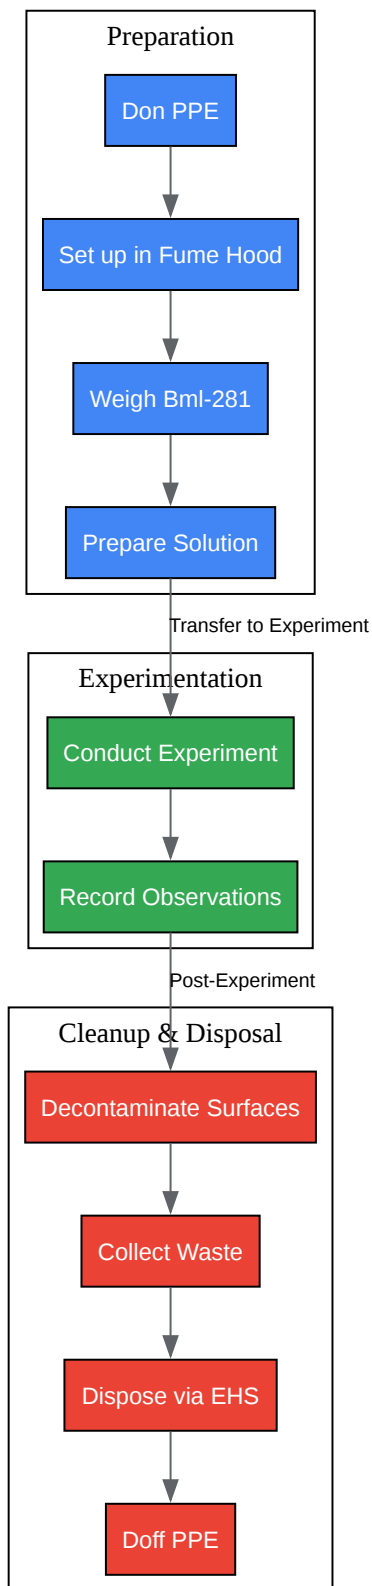 Preparation
Don PPE
Set up in Fume Hood
Weigh Bml-281
Prepare Solution
Transfer to Experiment
Experimentation
Conduct Experiment
Record Observations
Post-Experiment
Cleanup & Disposal
Decontaminate Surfaces
Collect Waste
Dispose via EHS
Doff PPE